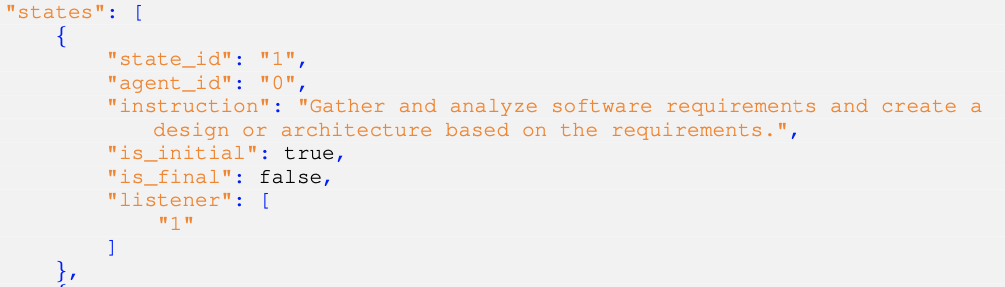 "states": [
{
"state_id": "1",
"agent_id": "0",
"instruction": "Gather and analyze software requirements and create a
design or architecture based on the requirements.",
"is_initial": true,
"is_final": false,
"listener": [
"1"
]
},